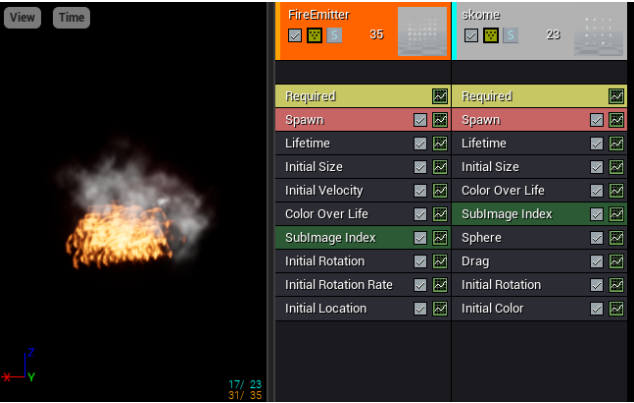 View Time
FireEmitter
S 35
skome
S 23
Required
Spawn
Lifetime
Initial Size
Initial Velocity
Color Over Life
SubImage Index
Initial Rotation
Initial Rotation Rate
Initial Location
Required
Spawn
Lifetime
Initial Size
Color Over Life
SubImage Index
Sphere
Drag
Initial Rotation
Initial Color
Z
X Y
17/ 23
31/ 35